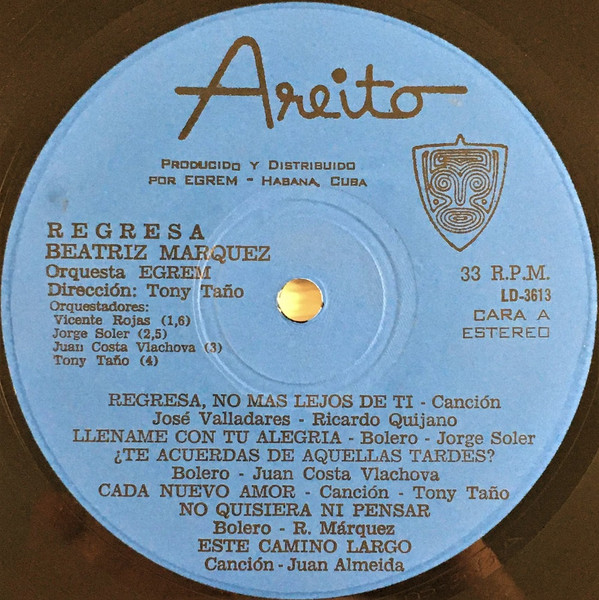 Areito
PRODUCIDO Y DISTRIBUIDO
POR EGREM - HABANA, CUBA
REGRESA
BEATRIZ MARQUEZ
Orquesta EGREM
Dirección: Tony Taño
Orquestadores:
Vicente Rojas (1,6)
Jorge Soler (2,5)
Juan Costa Vlachova (3)
Tony Taño (4)
33 R.P.M.
LD-3613
CARA A
ESTEREO
REGRESA, NO MAS LEJOS DE TI - Canción
José Valladares - Ricardo Quijano
LLENAME CON TU ALEGRIA - Bolero - Jorge Soler
¿TE ACUERDAS DE AQUELLAS TARDES?
Bolero - Juan Costa Vlachova
CADA NUEVO AMOR - Canción - Tony Taño
NO QUISIERA NI PENSAR
Bolero - R. Márquez
ESTE CAMINO LARGO
Canción - Juan Almeida